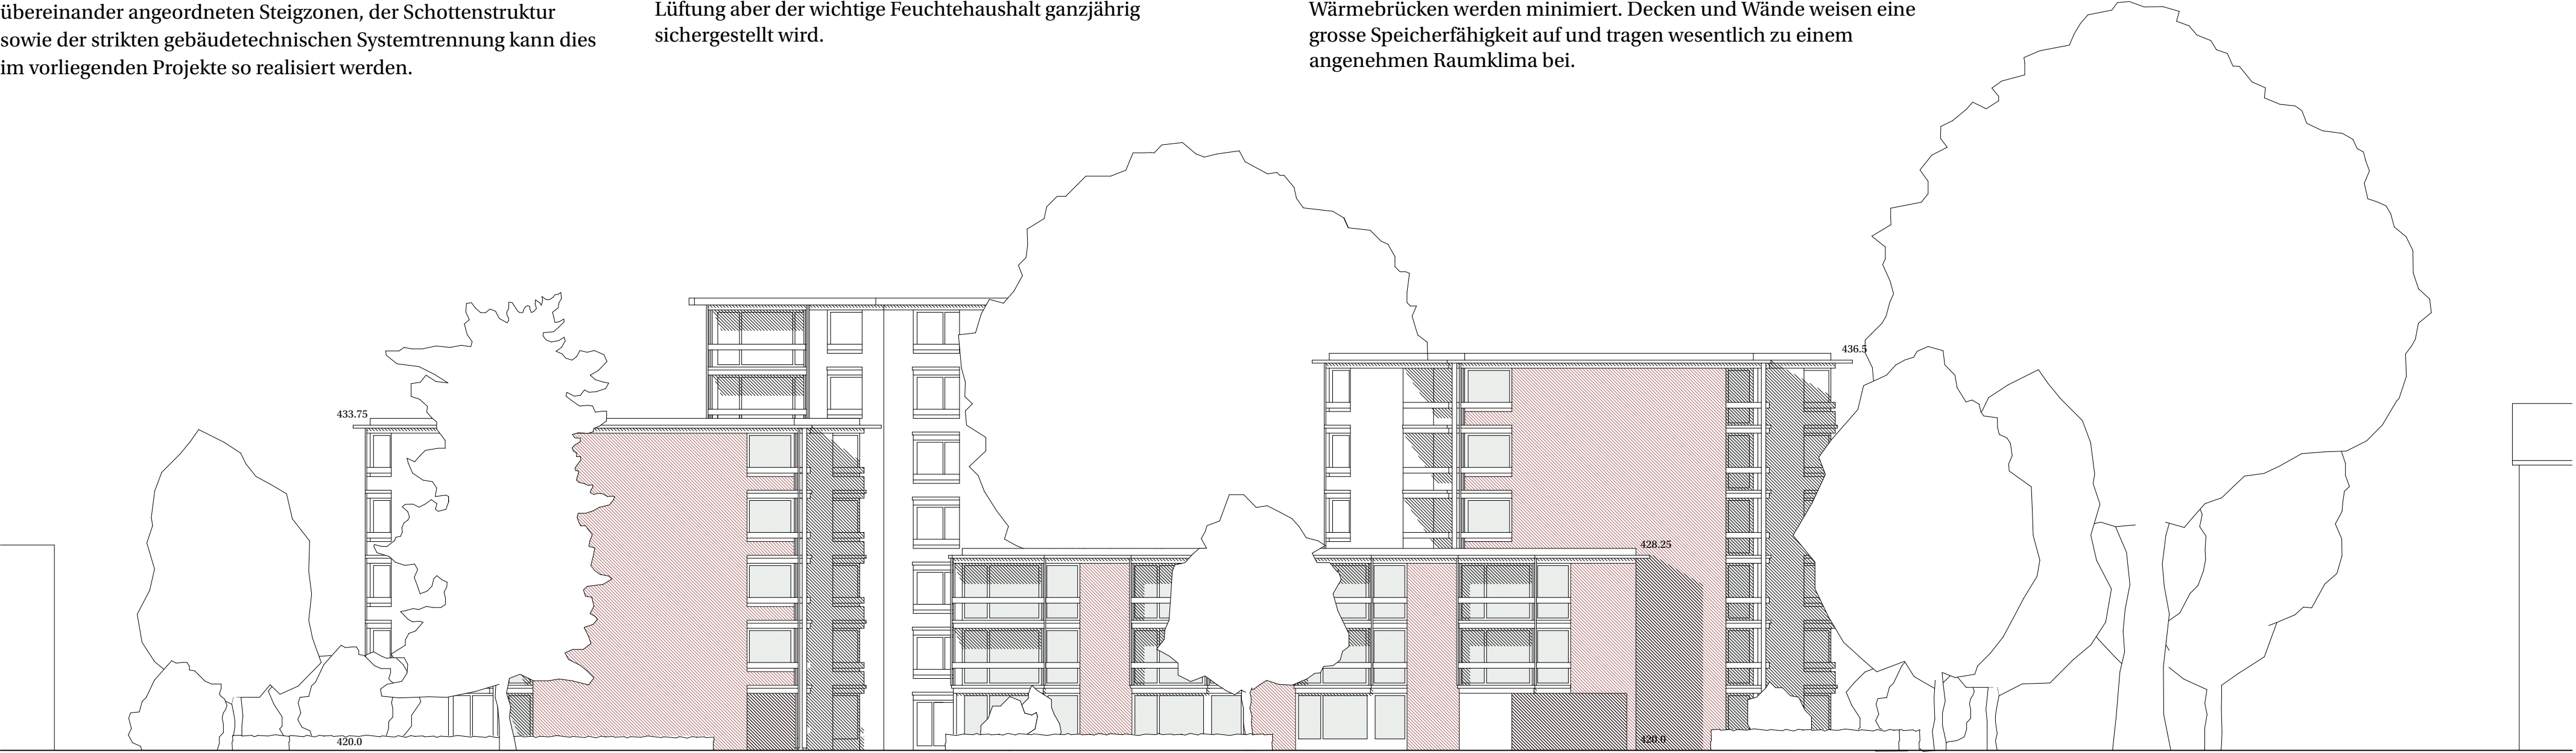 übereinander angeordneten Steigzonen, der Schottenstruktur
sowie der strikten gebäudetechnischen Systemtrennung kann dies
im vorliegenden Projekte so realisiert werden.
Lüftung aber der wichtige Feuchtehaushalt ganzjährig
sichergestellt wird.
Wärmebrücken werden minimiert. Decken und Wände weisen eine
grosse Speicherfähigkeit auf und tragen wesentlich zu einem
angenehmen Raumklima bei.
436.5
433.75
428.25
420.0
420.0